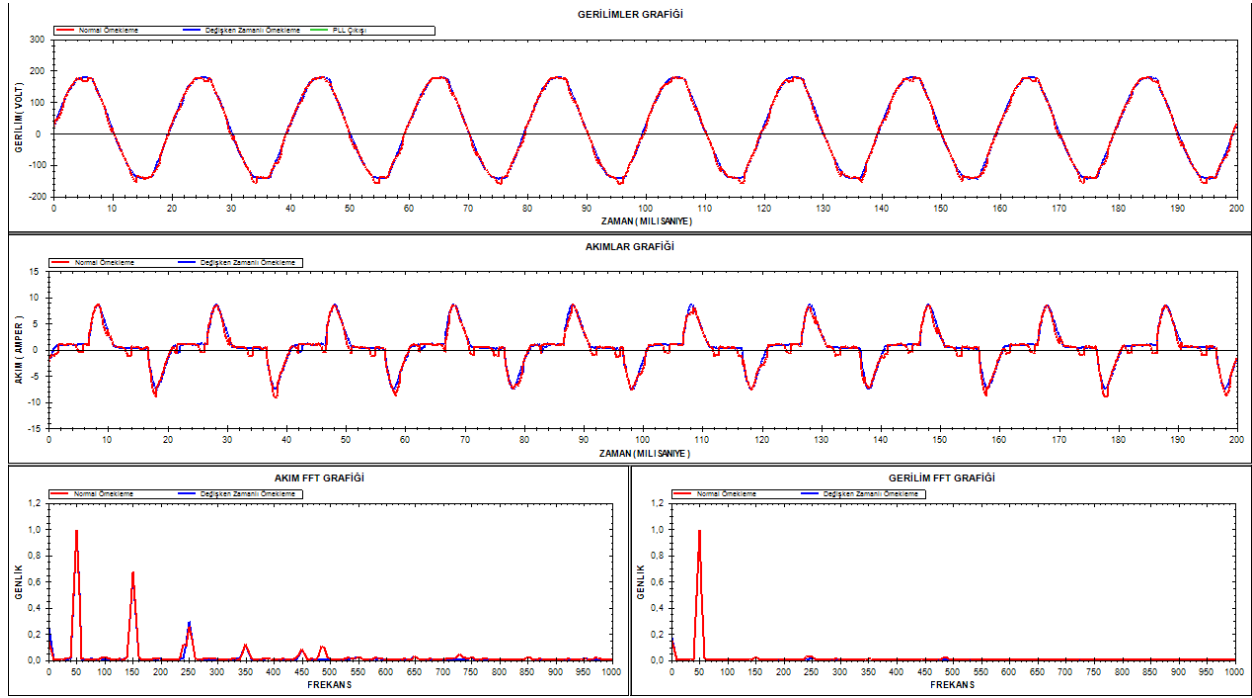 GERİLİMLER GRAFİĞİ
Normal Örnekleme Değişken Zamanlı Örnekleme PLL Çıkışı
GERİLİM( VOLT )
300
200
100
0
-100
-200
0 10 20 30 40 50 60 70 80 90 100 110 120 130 140 150 160 170 180 190 200
ZAMAN ( MILISANIYE )
AKIMLAR GRAFİĞİ
Normal Örnekleme Değişken Zamanlı Örnekleme
AKIM ( AMPER )
15
10
5
0
-5
-10
-15
0 10 20 30 40 50 60 70 80 90 100 110 120 130 140 150 160 170 180 190 200
ZAMAN ( MILISANIYE )
AKIM FFT GRAFİĞİ
Normal Örnekleme Değişken Zamanlı Örnekleme
GENLİK
1,2
1,0
0,8
0,6
0,4
0,2
0,0
0 50 100 150 200 250 300 350 400 450 500 550 600 650 700 750 800 850 900 950 1000
FREKANS
GERİLİM FFT GRAFİĞİ
Normal Örnekleme Değişken Zamanlı Örnekleme
GENLİK
1,2
1,0
0,8
0,6
0,4
0,2
0,0
0 50 100 150 200 250 300 350 400 450 500 550 600 650 700 750 800 850 900 950 1000
FREKANS